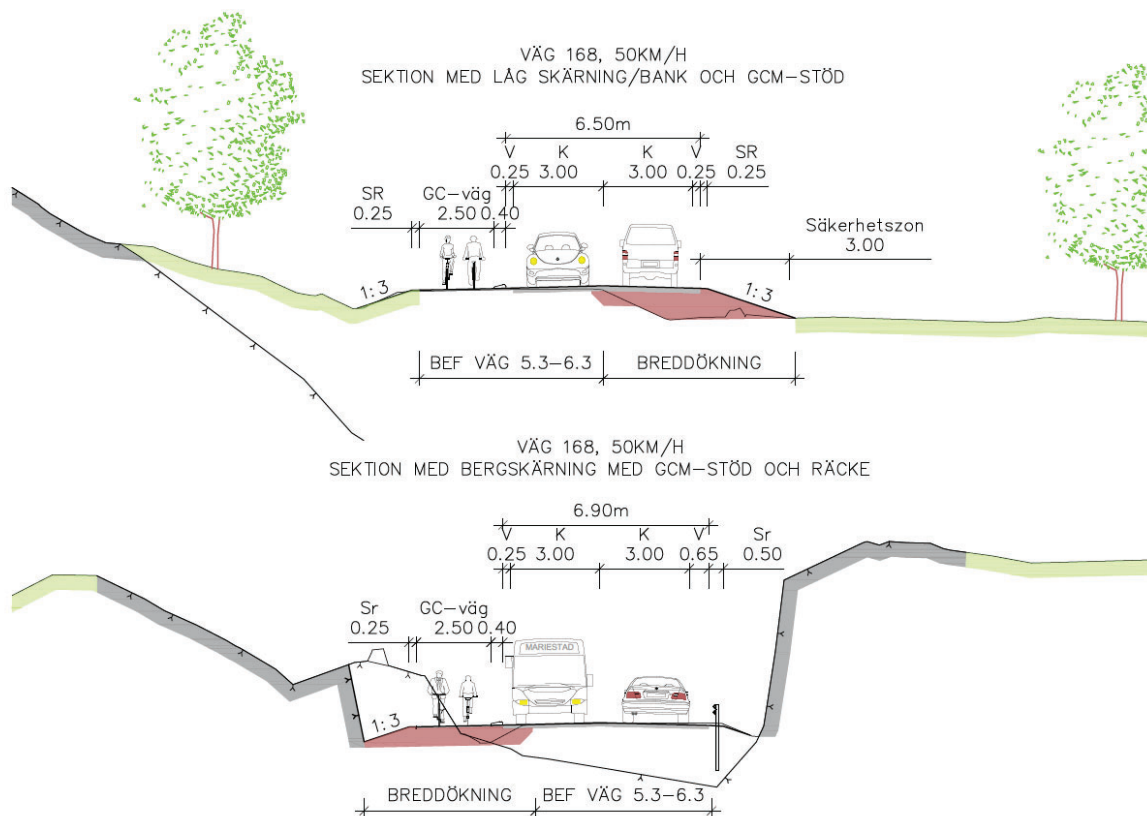 VÄG 168, 50KM/H
SEKTION MED LÅG SKÄRNING/BANK OCH GCM-STÖD
6.50m
V K K V SR
0.25 3.00 3.00 0.25 0.25
SR GC-väg
0.25 2.50 0.40
Säkerhetszon
3.00
1:3
1:3
BEF VÄG 5.3-6.3 BREDDÖKNING
VÄG 168, 50KM/H
SEKTION MED BERGSKÄRNING MED GCM-STÖD OCH RÄCKE
6.90m
V K K V Sr
0.25 3.00 3.00 0.65 0.50
Sr GC-väg
0.25 2.50 0.40
MARIESTAD
1:3
BREDDÖKNING BEF VÄG 5.3-6.3